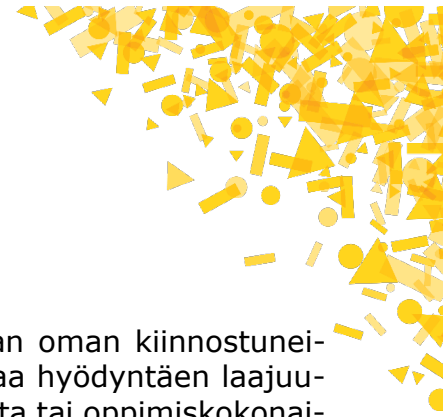 an oman kiinnostunei-
aa hyödyntäen laajuu-
ta tai oppimiskokonai-